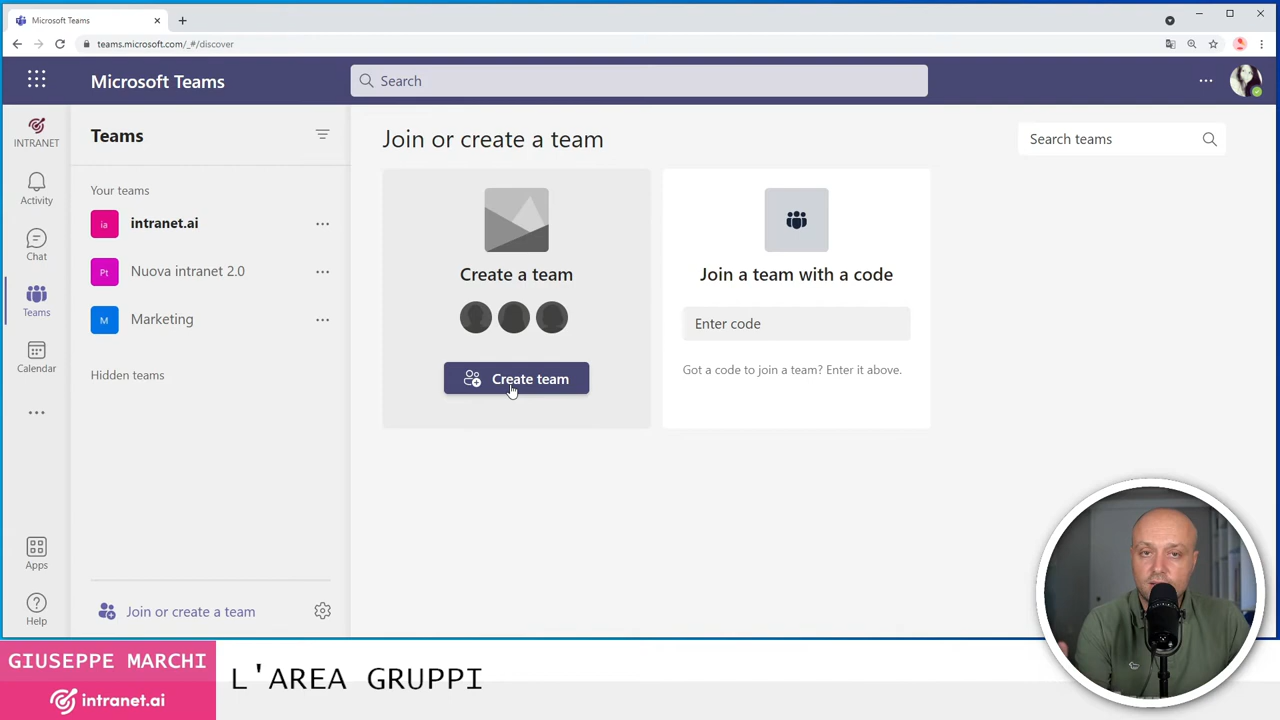 Microsoft Teams
teams.microsoft.com/_#/discover
Microsoft Teams
Search
INTRANET
Activity
Chat
Teams
Calendar
Apps
Help
Teams
Your teams
ia
intranet.ai
Pt
Nuova intranet 2.0
M
Marketing
Hidden teams
Join or create a team
Join or create a team
Search teams
Create a team
Create team
Join a team with a code
Enter code
Got a code to join a team? Enter it above.
GIUSEPPE MARCHI
intranet.ai
L'AREA GRUPPI